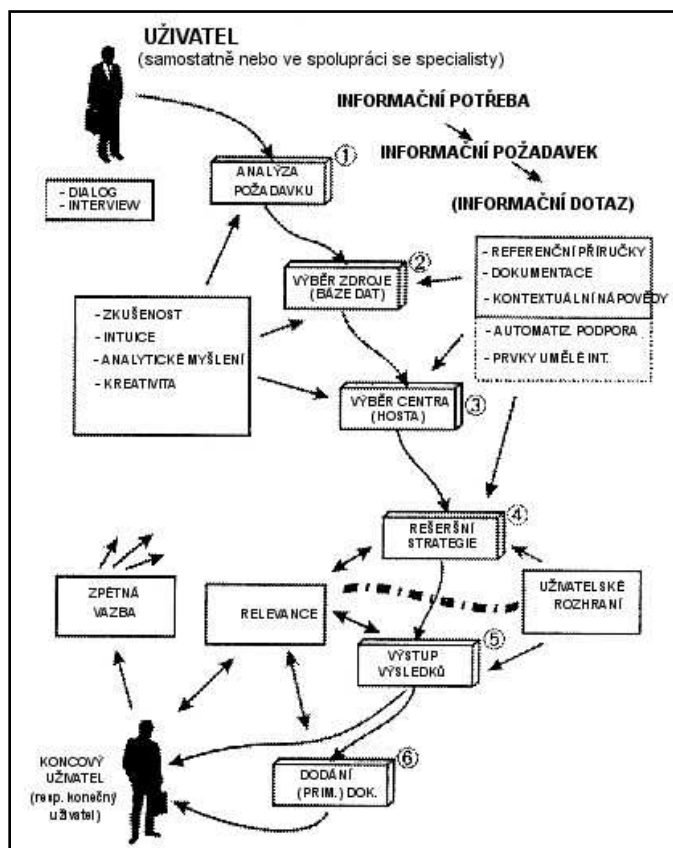 UŽIVATEL
(samostatně nebo ve spolupráci se specialisty)
INFORMAČNÍ POTŘEBA
INFORMAČNÍ POŽADAVEK
(INFORMAČNÍ DOTAZ)
①
ANALÝZA
POŽADAVKU
- DIALOG
- INTERVIEW
②
VÝBĚR ZDROJE
(BÁZE DAT)
- REFERENČNÍ PŘÍRUČKY
- DOKUMENTACE
- KONTEXTUÁLNÍ NÁPOVĚDY
- AUTOMATIZ. PODPORA
- PRVKY UMĚLÉ INT.
- ZKUŠENOST
- INTUICE
- ANALYTICKÉ MYŠLENÍ
- KREATIVITA
③
VÝBĚR CENTRA
(HOSTA)
④
REŠERŠNÍ
STRATEGIE
ZPĚTNÁ
VAZBA
RELEVANCE
UŽIVATELSKÉ
ROZHRANÍ
⑤
VÝSTUP
VÝSLEDKŮ
KONCOVÝ
UŽIVATEL
(resp. konečný
uživatel)
⑥
DODÁNÍ
(PRIM.) DOK.